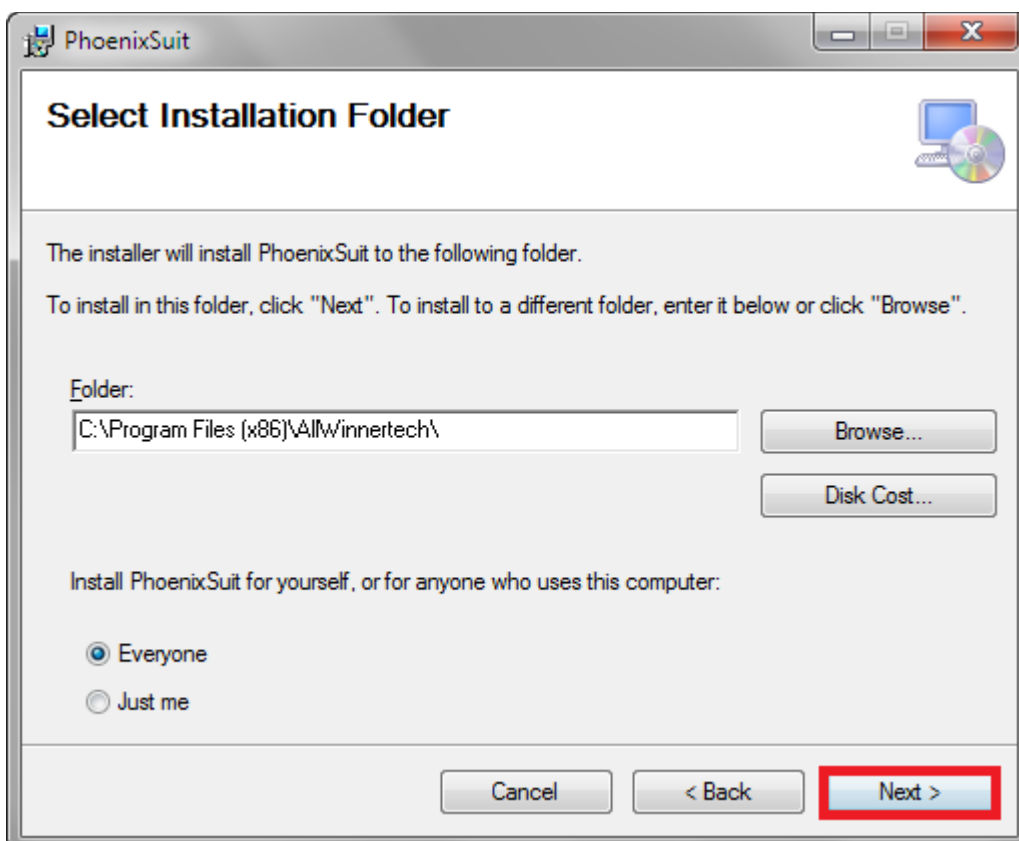 PhoenixSuit
Select Installation Folder
The installer will install PhoenixSuit to the following folder.
To install in this folder, click "Next". To install to a different folder, enter it below or click "Browse".
Folder:
C:\Program Files (x86)\AllWinnertech\
Browse...
Disk Cost...
Install PhoenixSuit for yourself, or for anyone who uses this computer:
Everyone
Just me
Cancel
< Back
Next >